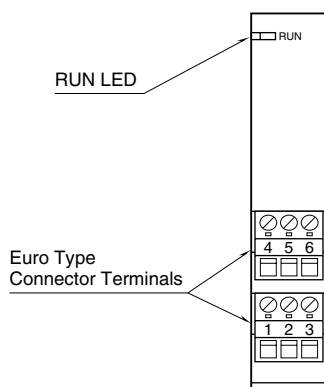 RUN
RUN LED
4 5 6
Euro Type
Connector Terminals
1 2 3